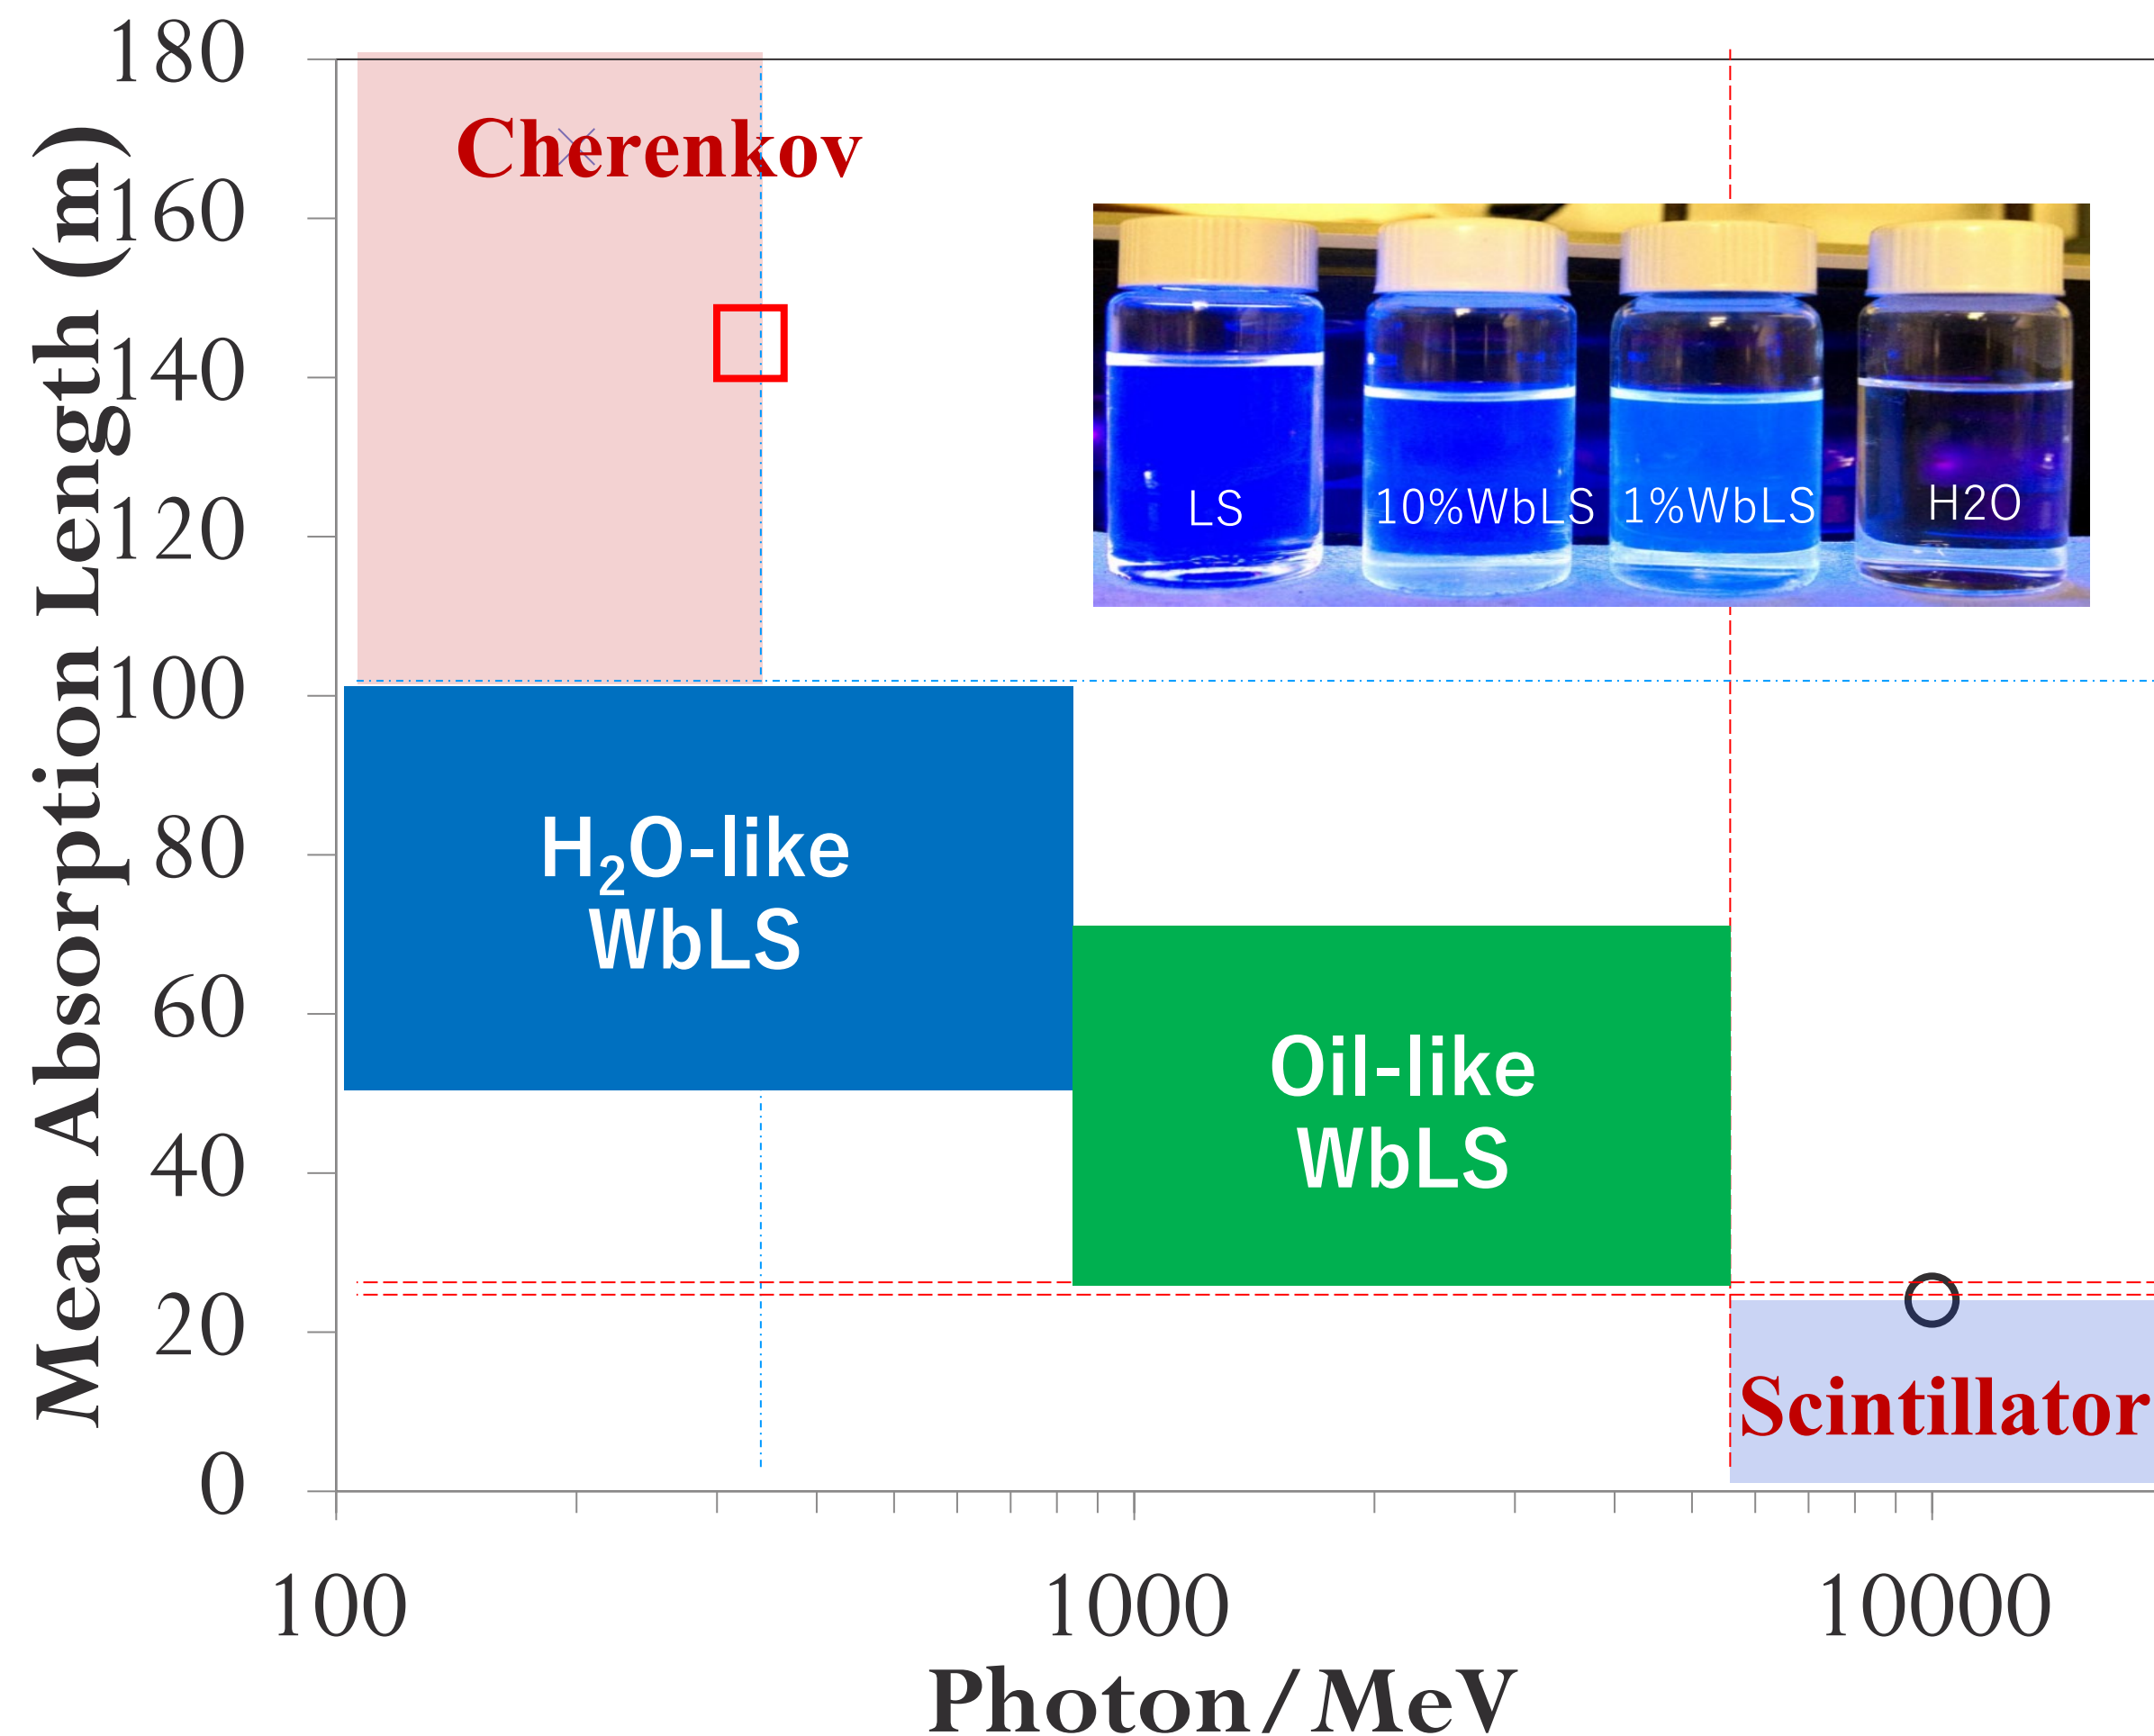 Mean Absorption Length (m)
180
160
140
120
100
80
60
40
20
0
Cherenkov
LS
10%WbLS
1%WbLS
H2O
H₂O-like
WbLS
Oil-like
WbLS
Scintillator
100
1000
10000
Photon/MeV